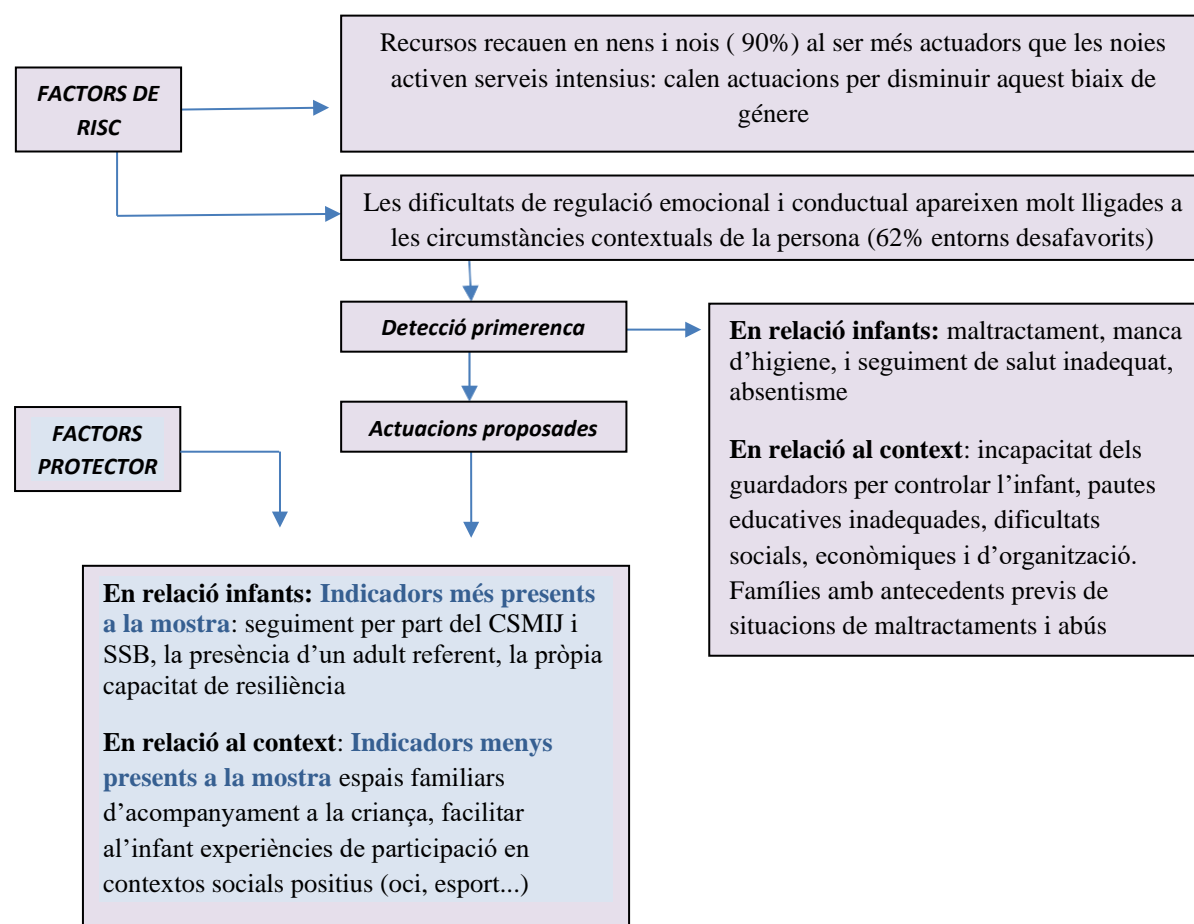 Recursos recauen en nens i nois ( 90%) al ser més actuadors que les noies
activen serveis intensius: calen actuacions per disminuir aquest biaix de
génere
FACTORS DE
RISC
Les dificultats de regulació emocional i conductual apareixen molt lligades a
les circumstàncies contextuals de la persona (62% entorns desafavorits)
Detecció primerenca
En relació infants: maltractament, manca
d’higiene, i seguiment de salut inadequat,
absentisme
En relació al context: incapacitat dels
guardadors per controlar l’infant, pautes
educatives inadequades, dificultats
socials, econòmiques i d’organització.
Famílies amb antecedents previs de
situacions de maltractaments i abús
Actuacions proposades
FACTORS
PROTECTOR
En relació infants: Indicadors més presents
a la mostra: seguiment per part del CSMIJ i
SSB, la presència d’un adult referent, la pròpia
capacitat de resiliència
En relació al context: Indicadors menys
presents a la mostra espais familiars
d’acompanyament a la criança, facilitar
al’infant experiències de participació en
contextos socials positius (oci, esport...)